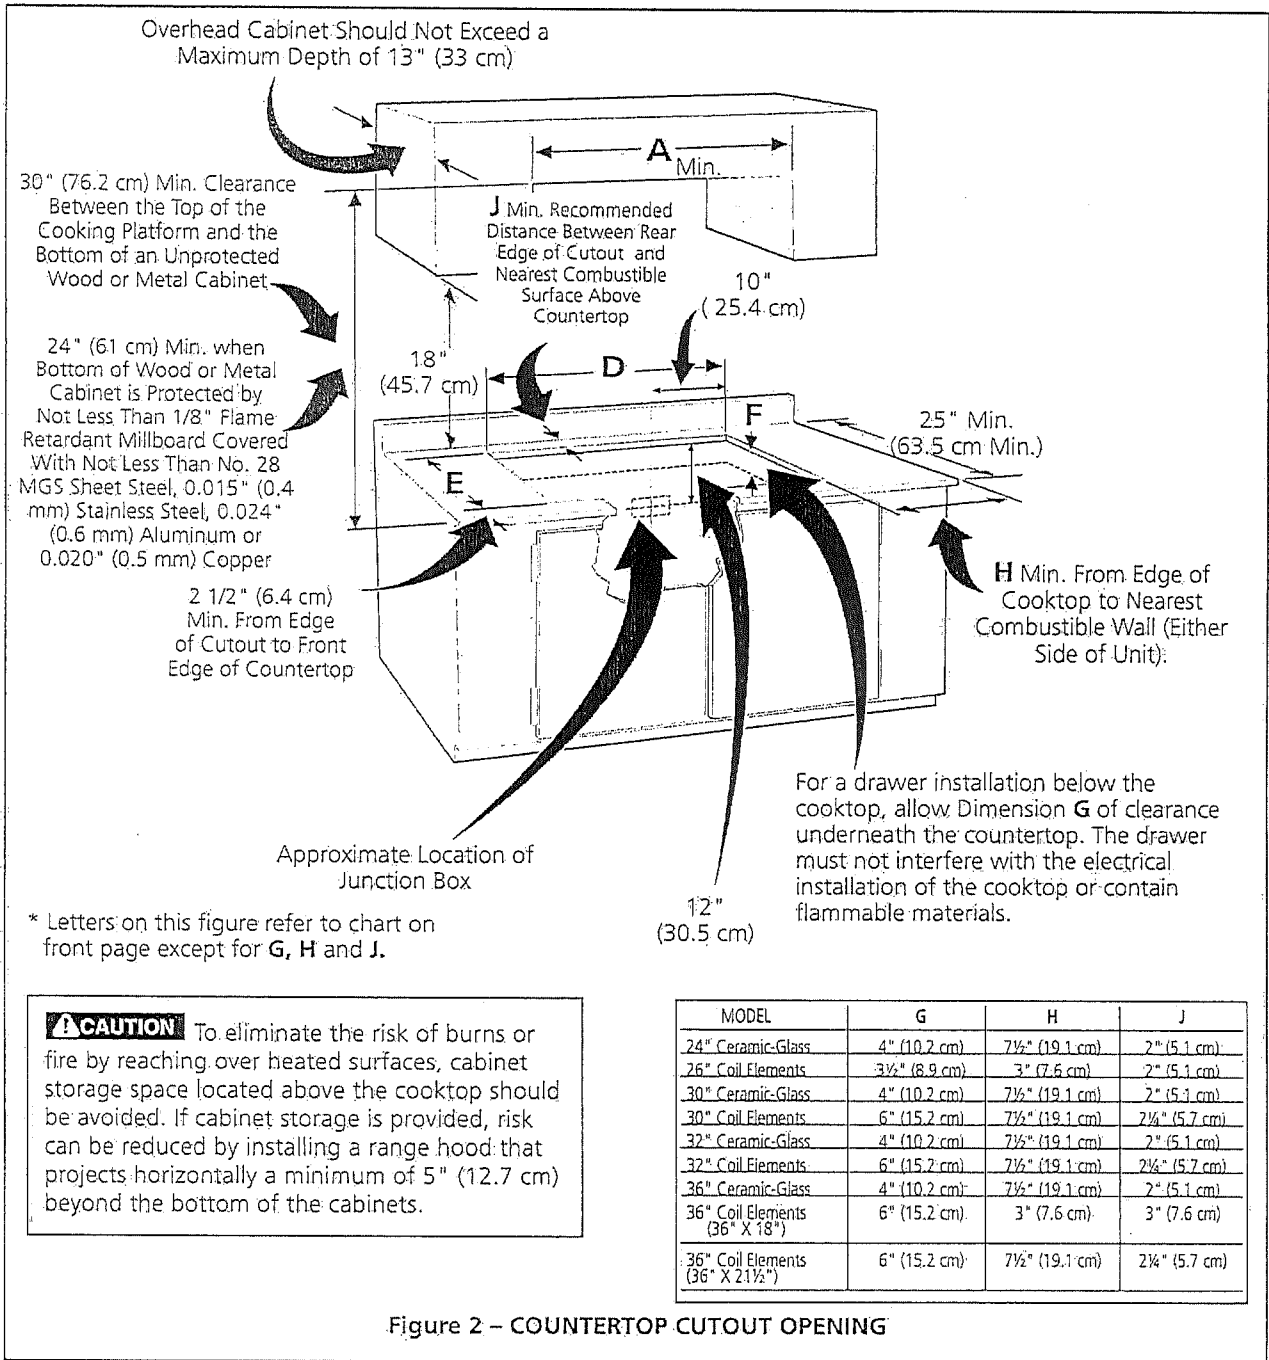 Overhead Cabinet Should Not Exceed a
Maximum Depth of 13" (33 cm)
A
Min.
30" (76.2 cm) Min. Clearance
Between the Top of the
Cooking Platform and the
Bottom of an Unprotected
Wood or Metal Cabinet
J Min. Recommended
Distance Between Rear
Edge of Cutout and
Nearest Combustible
Surface Above
Countertop
10"
(25.4 cm)
24" (61 cm) Min. when
Bottom of Wood or Metal
Cabinet is Protected by
Not Less Than 1/8" Flame
Retardant Millboard Covered
With Not Less Than No. 28
MGS Sheet Steel, 0.015" (0.4
mm) Stainless Steel, 0.024"
(0.6 mm) Aluminum or
0.020" (0.5 mm) Copper
18"
(45.7 cm)
D
F
25" Min.
(63.5 cm Min.)
E
2 1/2" (6.4 cm)
Min. From Edge
of Cutout to Front
Edge of Countertop
H Min. From Edge of
Cooktop to Nearest
Combustible Wall (Either
Side of Unit).
For a drawer installation below the
cooktop, allow Dimension G of clearance
underneath the countertop. The drawer
must not interfere with the electrical
installation of the cooktop or contain
flammable materials.
Approximate Location of
Junction Box
12"
(30.5 cm)
* Letters on this figure refer to chart on
front page except for G, H and J.
CAUTION To eliminate the risk of burns or
fire by reaching over heated surfaces, cabinet
storage space located above the cooktop should
be avoided. If cabinet storage is provided, risk
can be reduced by installing a range hood that
projects horizontally a minimum of 5" (12.7 cm)
beyond the bottom of the cabinets.
MODEL G H J
24" Ceramic-Glass 4" (10.2 cm) 7½" (19.1 cm) 2" (5.1 cm)
26" Coil Elements 3½" (8.9 cm) 3" (7.6 cm) 2" (5.1 cm)
30" Ceramic-Glass 4" (10.2 cm) 7½" (19.1 cm) 2" (5.1 cm)
30" Coil Elements 6" (15.2 cm) 7½" (19.1 cm) 2¼" (5.7 cm)
32" Ceramic-Glass 4" (10.2 cm) 7½" (19.1 cm) 2" (5.1 cm)
32" Coil Elements 6" (15.2 cm) 7½" (19.1 cm) 2¼" (5.7 cm)
36" Ceramic-Glass 4" (10.2 cm) 7½" (19.1 cm) 2" (5.1 cm)
36" Coil Elements 6" (15.2 cm) 3" (7.6 cm) 3" (7.6 cm)
(36" X 18")
36" Coil Elements 6" (15.2 cm) 7½" (19.1 cm) 2¼" (5.7 cm)
(36" X 21½")
Figure 2 – COUNTERTOP CUTOUT OPENING